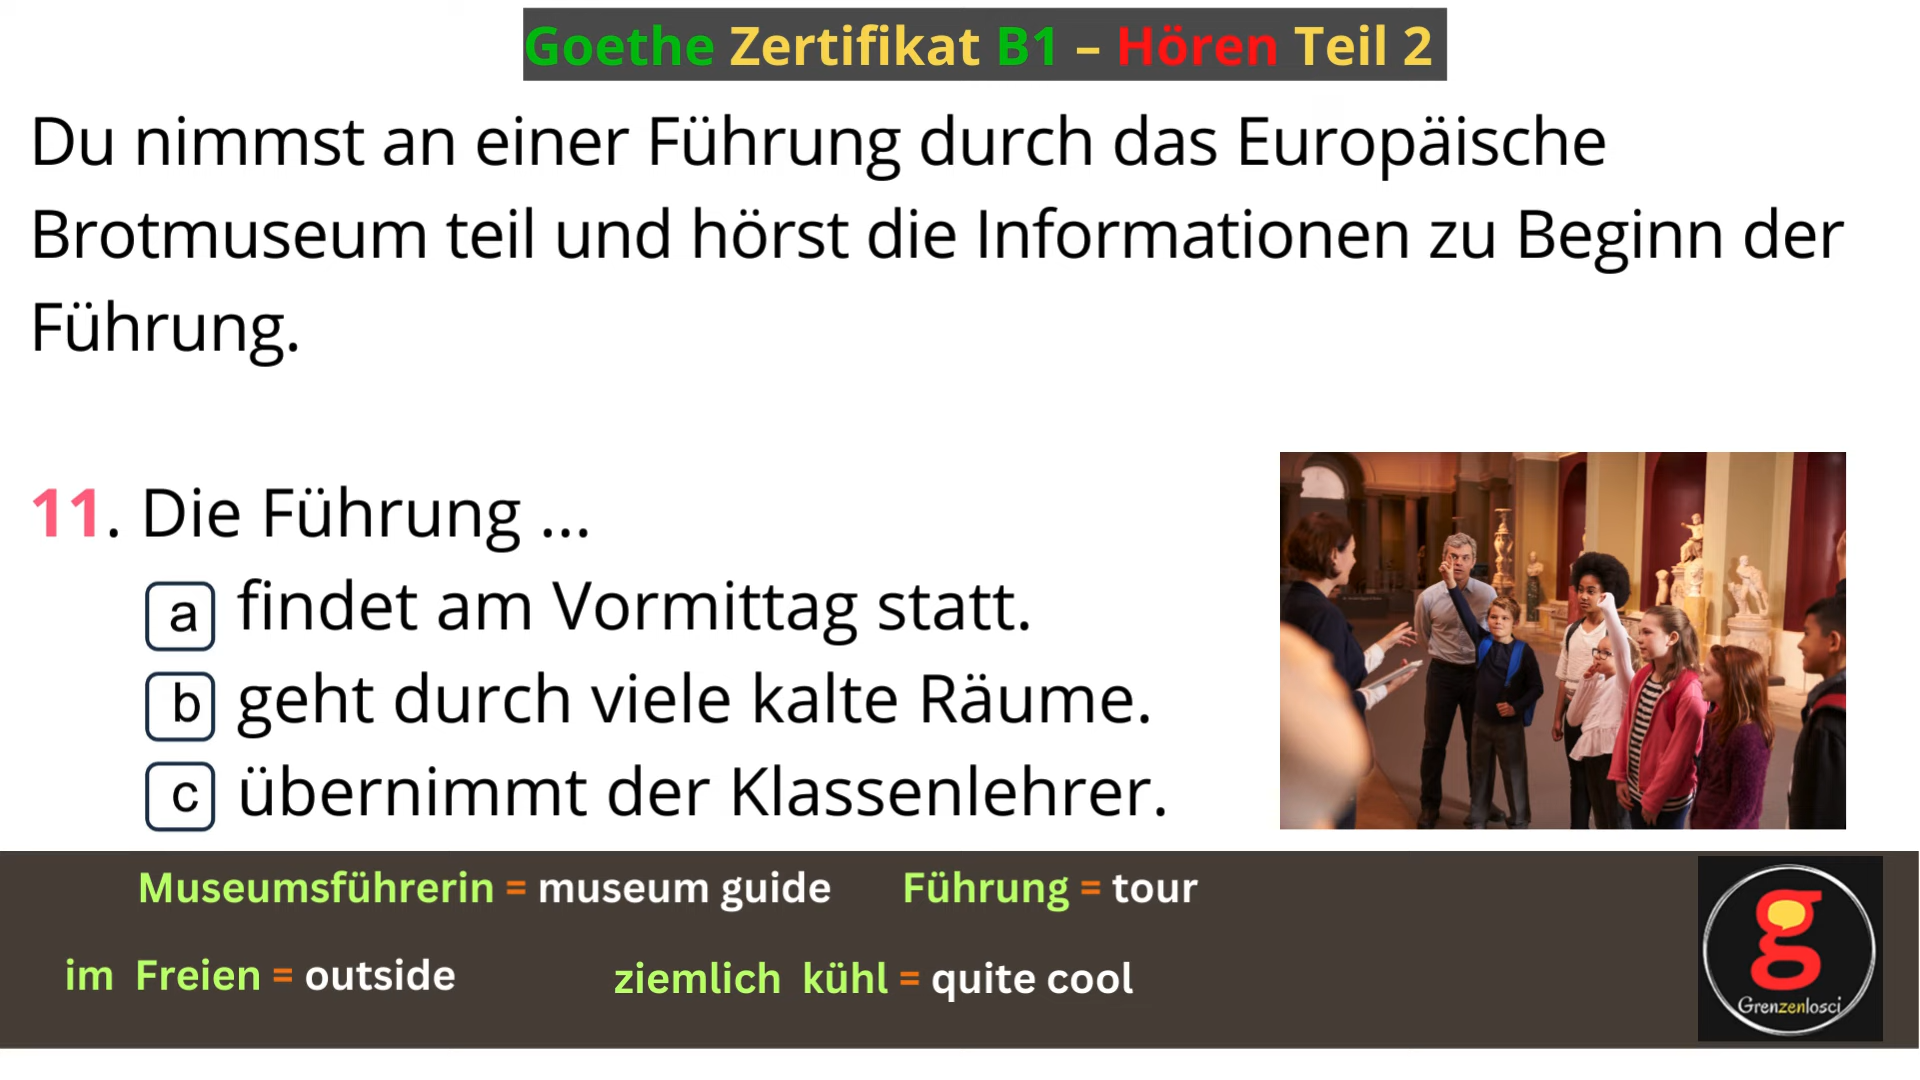 Goethe Zertifikat B1 – Hören Teil 2
Du nimmst an einer Führung durch das Europäische
Brotmuseum teil und hörst die Informationen zu Beginn der
Führung.
11. Die Führung ...
a findet am Vormittag statt.
b geht durch viele kalte Räume.
c übernimmt der Klassenlehrer.
Museumsführerin = museum guide Führung = tour
im Freien = outside ziemlich kühl = quite cool
g
Grenzenlosci